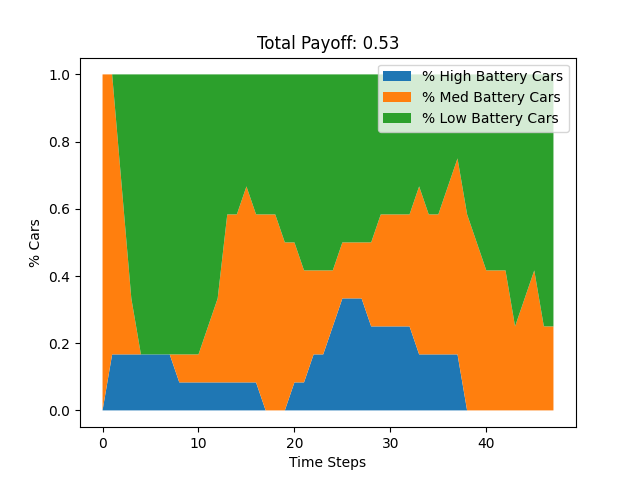 Total Payoff: 0.53
% High Battery Cars
% Med Battery Cars
% Low Battery Cars
1.0
0.8
0.6
0.4
0.2
0.0
% Cars
0 10 20 30 40
Time Steps